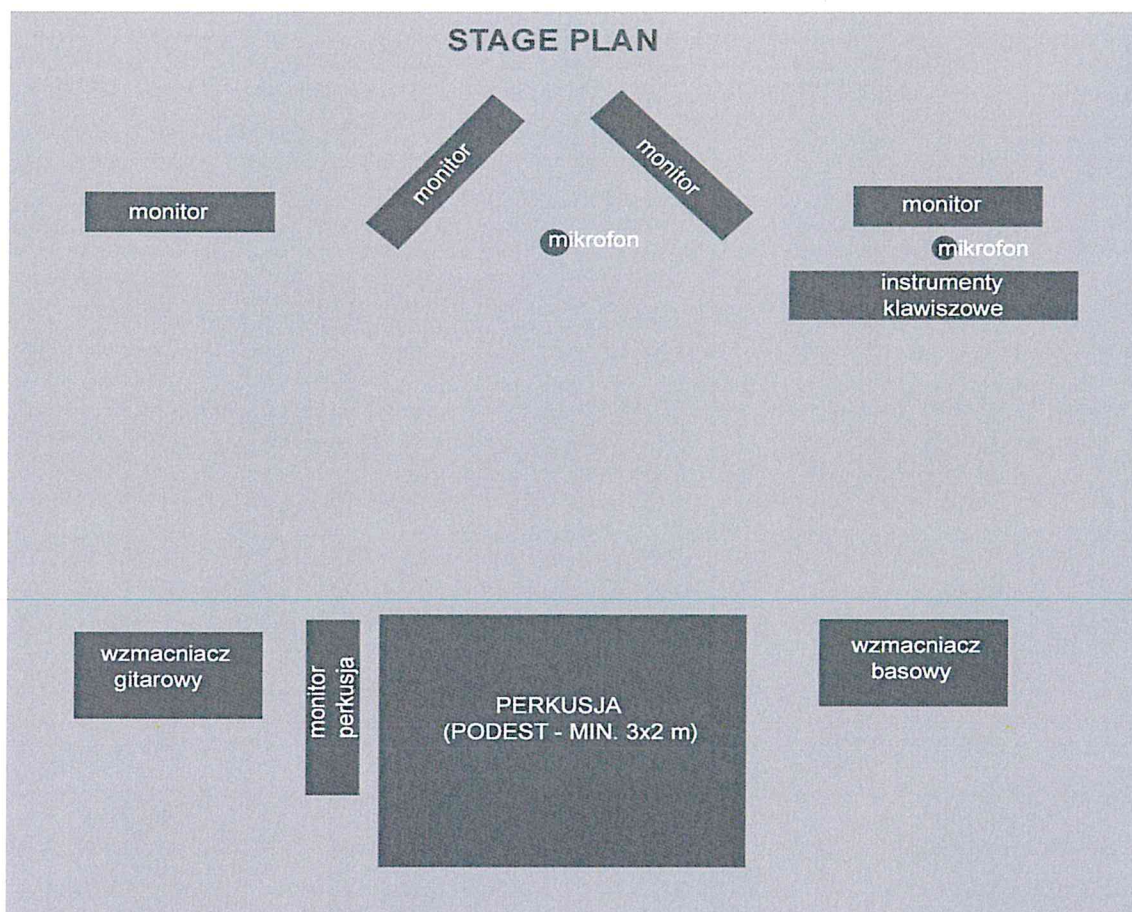 STAGE PLAN
monitor
monitor
monitor
monitor
mikrofon
mikrofon
instrumenty
klawiszowe
wzmacniacz
gitarowy
monitor
perkusja
PERKUSJA
(PODEST - MIN. 3x2 m)
wzmacniacz
basowy